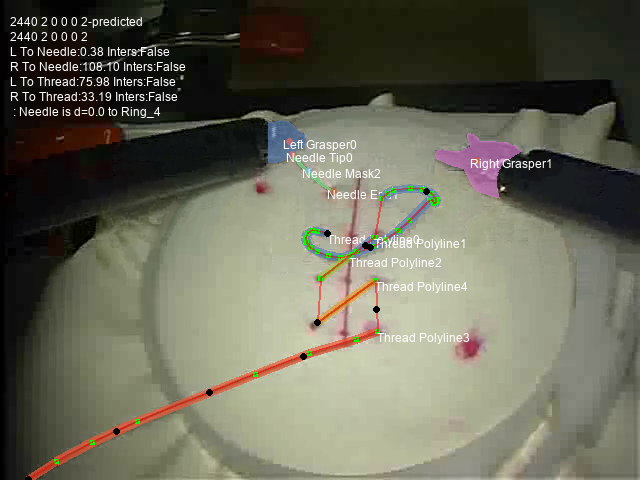 2440 2 0 0 0 2-predicted
2440 2 0 0 0 2
L To Needle:0.38 Inters:False
R To Needle:108.10 Inters:False
L To Thread:75.98 Inters:False
R To Thread:33.19 Inters:False
: Needle is d=0.0 to Ring_4
Left Grasper0
Needle Tip0
Right Grasper1
Needle Mask2
Thread Polyline1
Thread Polyline2
Thread Polyline4
Thread Polyline3